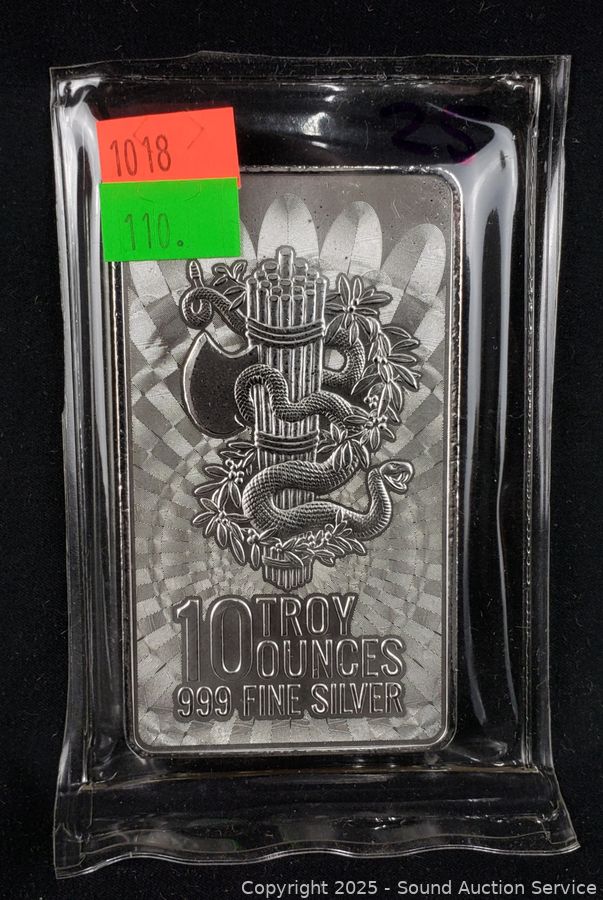 25
1018
110.
10 TROY
OUNCES
999 FINE SILVER
Copyright 2025 - Sound Auction Service